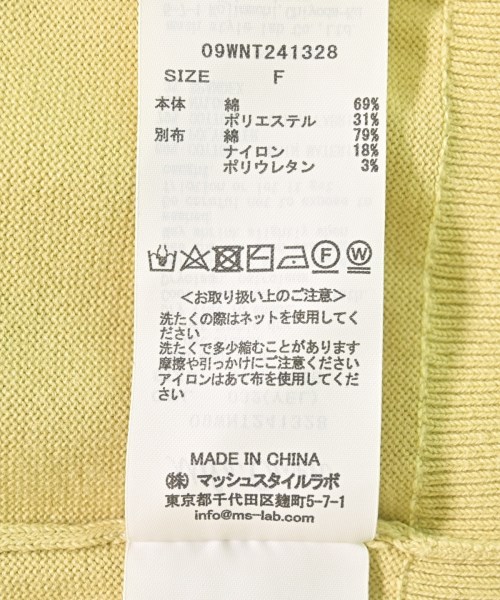 09WNT241328
SIZE F
本体 綿 69%
ポリエステル 31%
別布 綿 79%
ナイロン 18%
ポリウレタン 3%
F W
<お取り扱い上のご注意>
洗たくの際はネットを使用してく
ださい
洗たくで多少縮むことがあります
摩擦や引っかけにご注意ください
アイロンはあて布を使用してくだ
さい
MADE IN CHINA
㈱ マッシュスタイルラボ
東京都千代田区麹町5-7-1
info@ms-lab.com